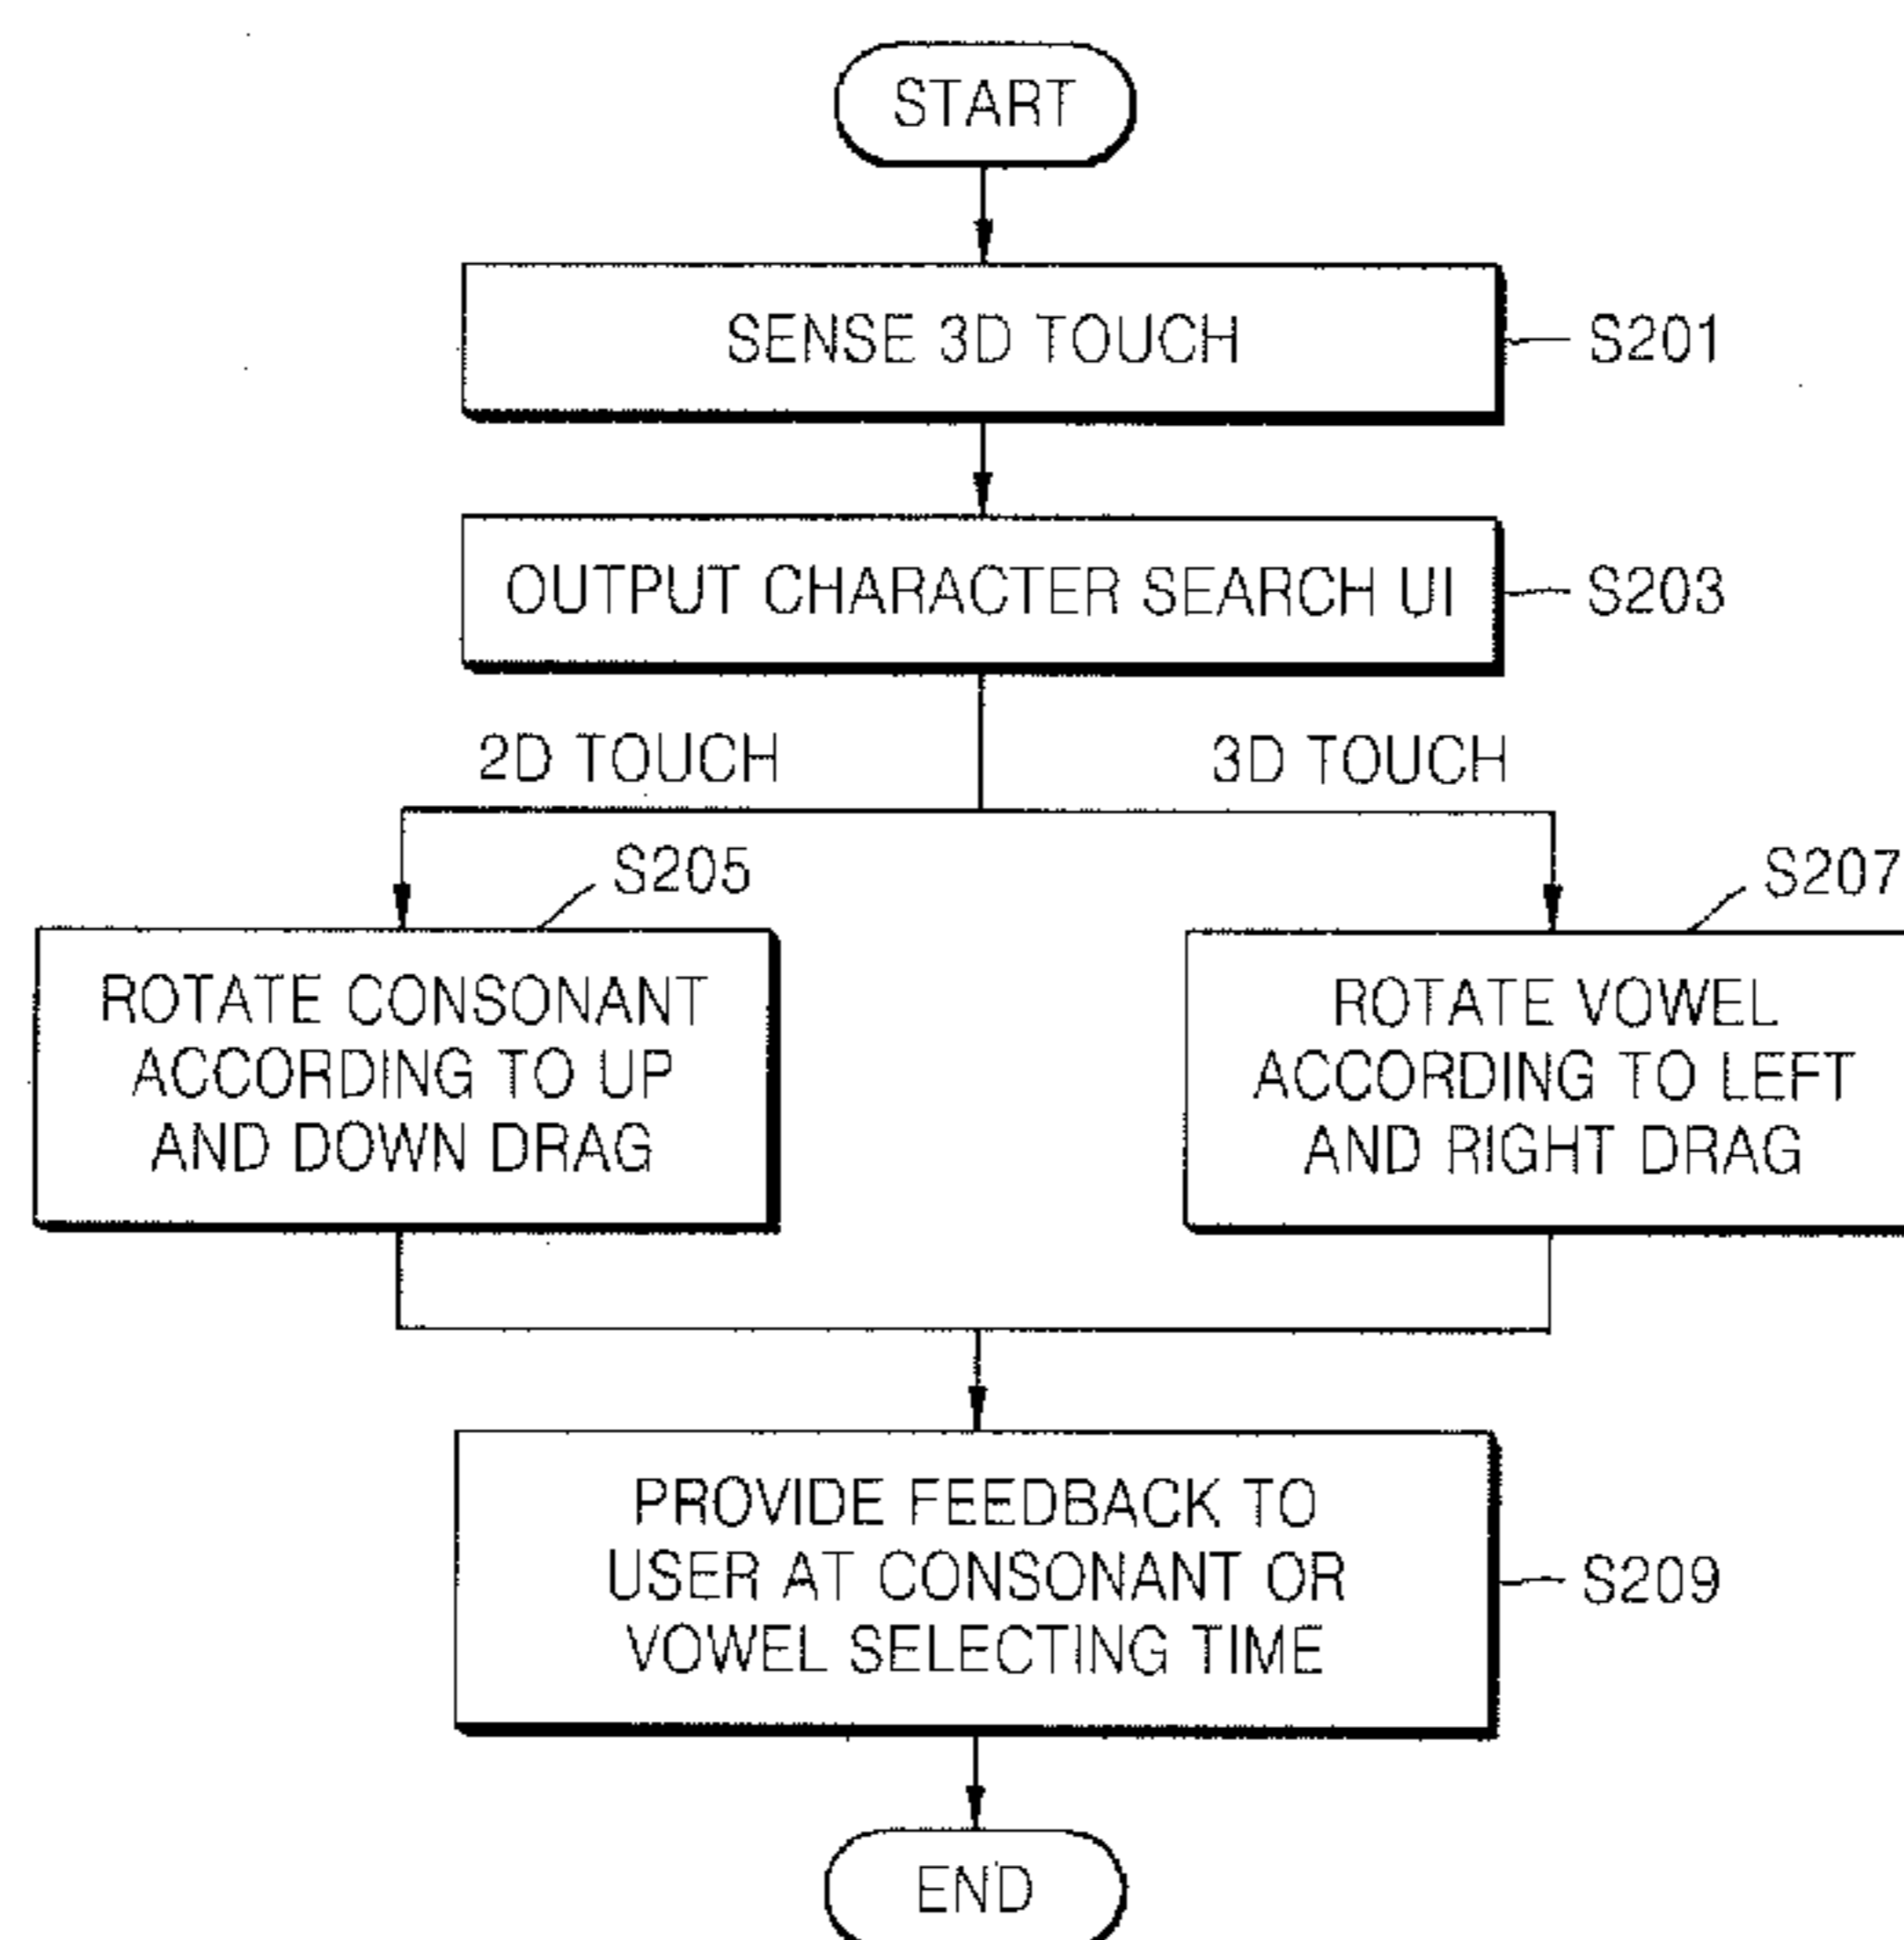 START
SENSE 3D TOUCH
S201
OUTPUT CHARACTER SEARCH UI
S203
2D TOUCH
3D TOUCH
S205
S207
ROTATE CONSONANT
ACCORDING TO UP
AND DOWN DRAG
ROTATE VOWEL
ACCORDING TO LEFT
AND RIGHT DRAG
PROVIDE FEEDBACK TO
USER AT CONSONANT OR
VOWEL SELECTING TIME
S209
END